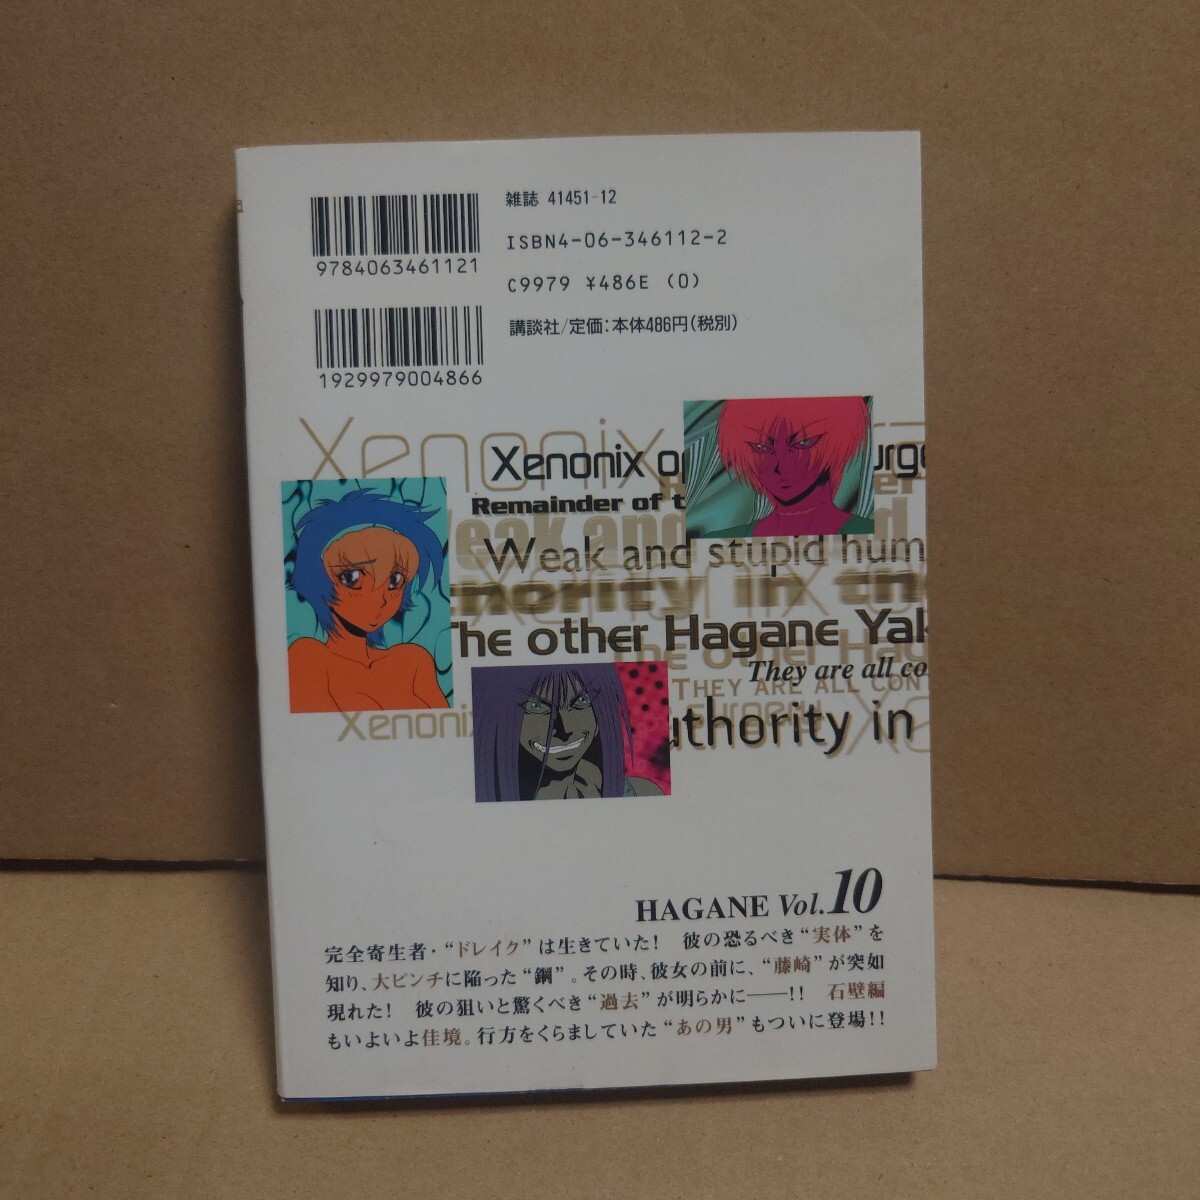 雑誌 41451-12
ISBN4-06-346112-2
9784063461121
C9979 ¥486E (0)
講談社/定価:本体486円(税別)
1929979004866
Xenonix
Xenonix
Remainder of
Weak and
Weak and stupid hum
The other Hagane Yak
They are all co
THEY ARE ALL CON
Xenonix surgery
uthority in
HAGANE Vol.10
完全寄生者・“ドレイク”は生きていた! 彼の恐るべき“実体”を
知り、大ピンチに陥った“鋼”。その時、彼女の前に、“藤崎”が突如
現れた! 彼の狙いと驚くべき“過去”が明らかに──!! 石壁編
もいよいよ佳境。行方をくらましていた“あの男”もついに登場!!